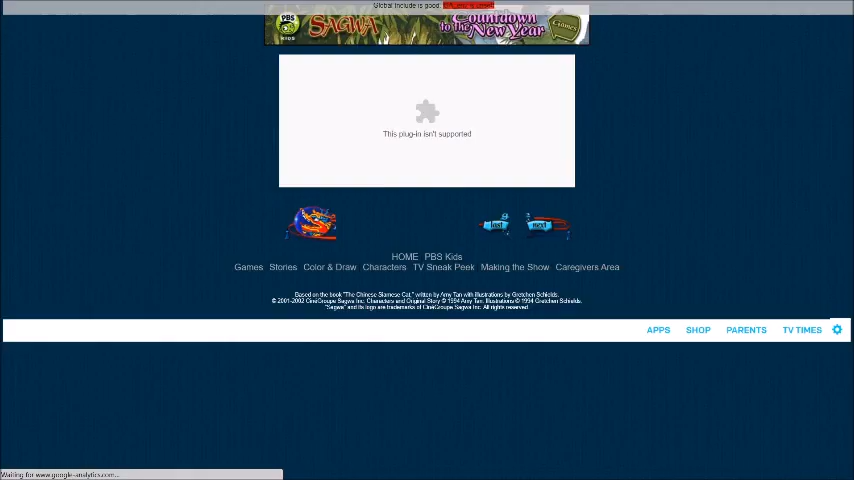 Global Include is good.
PBS
KIDS
SAGWA
Countdown
to the New Year
Games
This plug-in isn't supported
last
next
HOME PBS Kids
Games Stories Color & Draw Characters TV Sneak Peek Making the Show Caregivers Area
Based on the book "The Chinese Siamese Cat," written by Amy Tan with illustrations by Gretchen Schields.
© 2001-2002 CinéGroupe Sagwa Inc. Characters and Original Story © 1994 Amy Tan. Illustrations © 1994 Gretchen Schields.
"Sagwa" and its logo are trademarks of CinéGroupe Sagwa Inc. All rights reserved.
APPS SHOP PARENTS TV TIMES
Waiting for www.google-analytics.com...